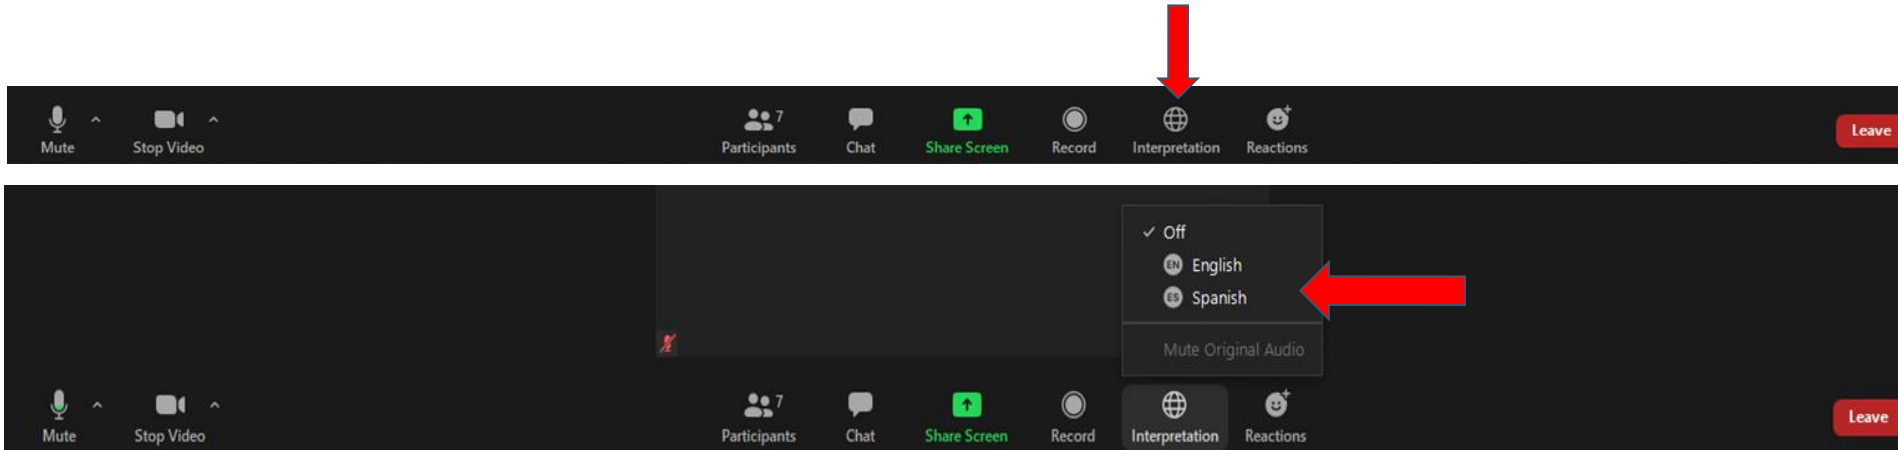 7
Mute Stop Video Participants Chat Share Screen Record Interpretation Reactions Leave
Off
EN English
ES Spanish
Mute Original Audio
7
Mute Stop Video Participants Chat Share Screen Record Interpretation Reactions Leave